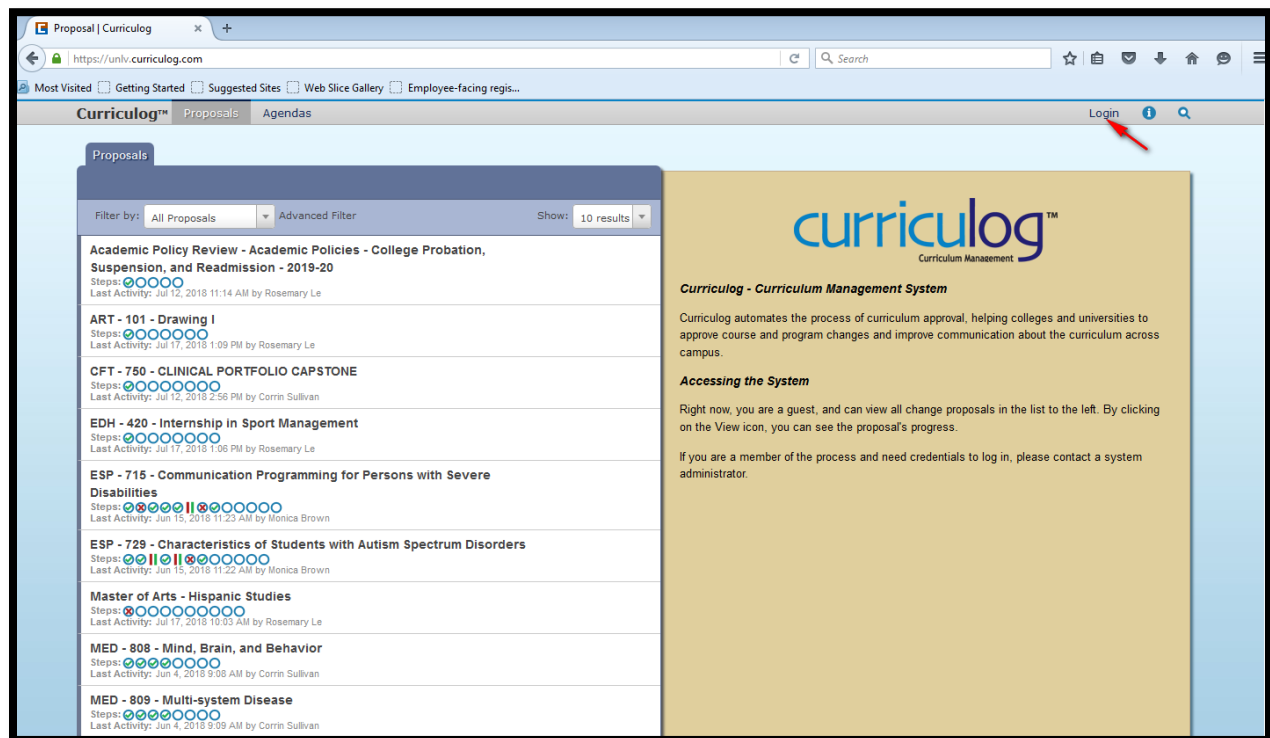 Proposal | Curriculog
https://unlv.curriculog.com
Search
Most Visited Getting Started Suggested Sites Web Slice Gallery Employee-facing regis...
Curriculog™ Proposals Agendas Login
Proposals
Filter by: All Proposals Advanced Filter Show: 10 results
Academic Policy Review - Academic Policies - College Probation,
Suspension, and Readmission - 2019-20
Steps:
Last Activity: Jul 12, 2018 11:14 AM by Rosemary Le
ART - 101 - Drawing I
Steps:
Last Activity: Jul 17, 2018 1:09 PM by Rosemary Le
CFT - 750 - CLINICAL PORTFOLIO CAPSTONE
Steps:
Last Activity: Jul 12, 2018 2:56 PM by Corrin Sullivan
EDH - 420 - Internship in Sport Management
Steps:
Last Activity: Jul 17, 2018 1:06 PM by Rosemary Le
ESP - 715 - Communication Programming for Persons with Severe
Disabilities
Steps:
Last Activity: Jun 15, 2018 11:23 AM by Monica Brown
ESP - 729 - Characteristics of Students with Autism Spectrum Disorders
Steps:
Last Activity: Jun 15, 2018 11:22 AM by Monica Brown
Master of Arts - Hispanic Studies
Steps:
Last Activity: Jul 17, 2018 10:03 AM by Rosemary Le
MED - 808 - Mind, Brain, and Behavior
Steps:
Last Activity: Jun 4, 2018 9:08 AM by Corrin Sullivan
MED - 809 - Multi-system Disease
Steps:
Last Activity: Jun 4, 2018 9:09 AM by Corrin Sullivan
curriculog™
Curriculum Management
Curriculog - Curriculum Management System
Curriculog automates the process of curriculum approval, helping colleges and universities to
approve course and program changes and improve communication about the curriculum across
campus.
Accessing the System
Right now, you are a guest, and can view all change proposals in the list to the left. By clicking
on the View icon, you can see the proposal's progress.
If you are a member of the process and need credentials to log in, please contact a system
administrator.